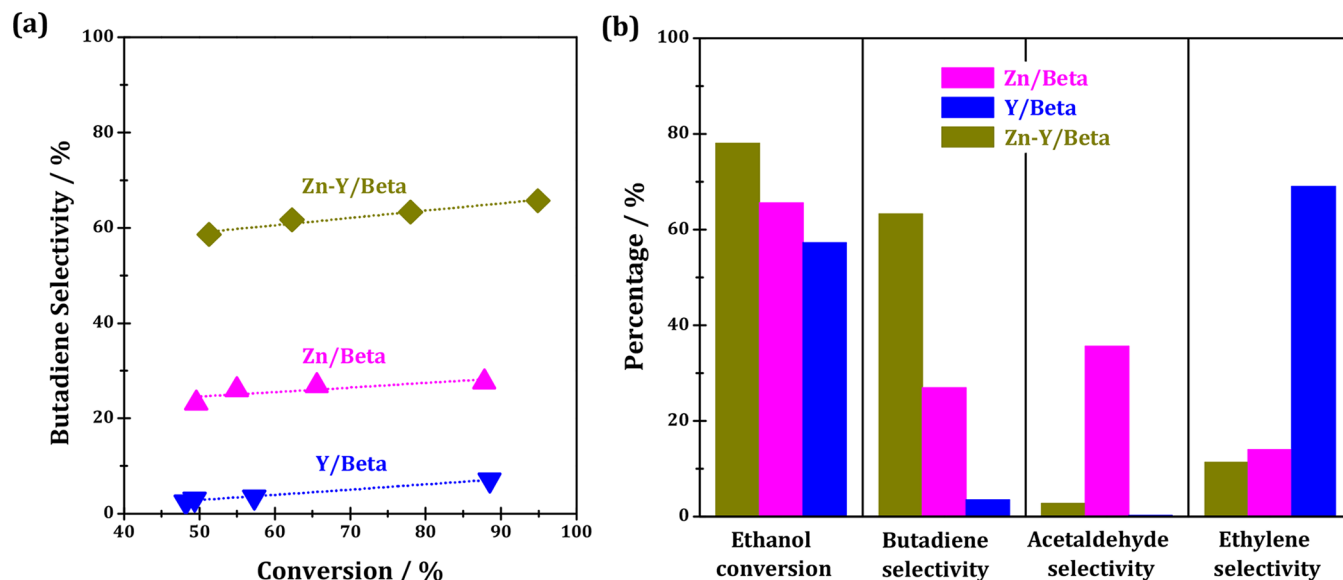 (a)
100
80
60
40
20
0
Butadiene Selectivity / %
Zn-Y/Beta
Zn/Beta
Y/Beta
40 50 60 70 80 90 100
Conversion / %
(b)
100
80
60
40
20
0
Percentage / %
Zn/Beta
Y/Beta
Zn-Y/Beta
Ethanol
conversion
Butadiene
selectivity
Acetaldehyde
selectivity
Ethylene
selectivity